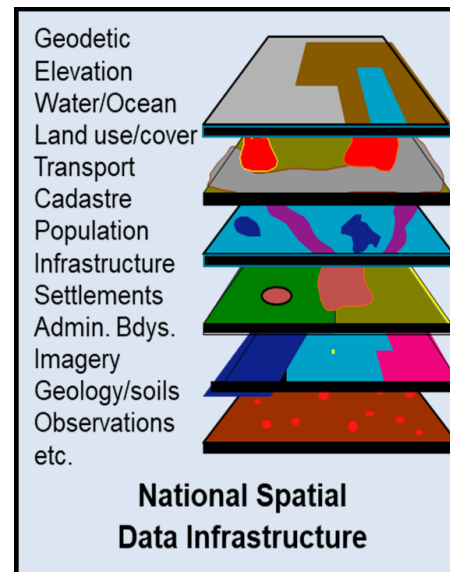 Geodetic
Elevation
Water/Ocean
Land use/cover
Transport
Cadastre
Population
Infrastructure
Settlements
Admin. Bdys.
Imagery
Geology/soils
Observations
etc.
National Spatial
Data Infrastructure